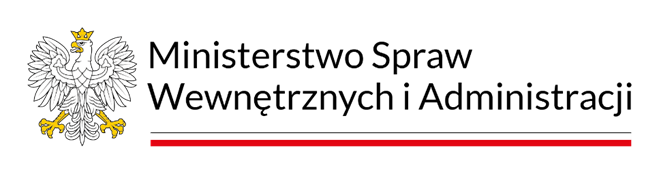 Ministerstwo Spraw
Wewnętrznych i Administracji